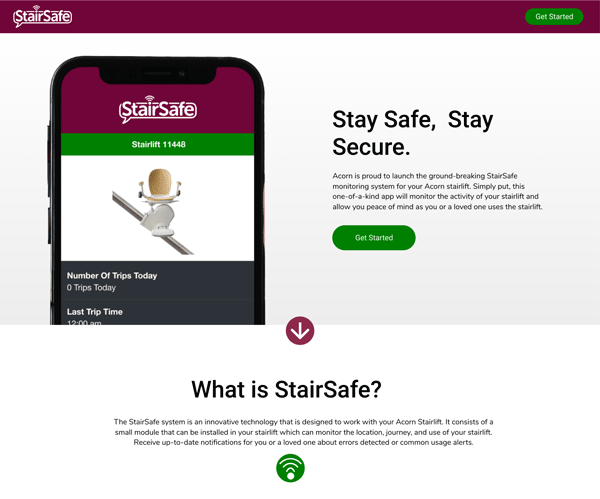 StairSafe
Get Started
StairSafe
Stairlift 11448
Number Of Trips Today
0 Trips Today
Last Trip Time
12:00 am
Stay Safe, Stay
Secure.
Acorn is proud to launch the ground-breaking StairSafe
monitoring system for your Acorn stairlift. Simply put, this
one-of-a-kind app will monitor the activity of your stairlift and
allow you peace of mind as you or a loved one uses the stairlift.
Get Started
What is StairSafe?
The StairSafe system is an innovative technology that is designed to work with your Acorn Stairlift. It consists of a
small module that can be installed in your stairlift which can monitor the location, journey, and use of your stairlift.
Receive up-to-date notifications for you or a loved one about errors detected or common usage alerts.